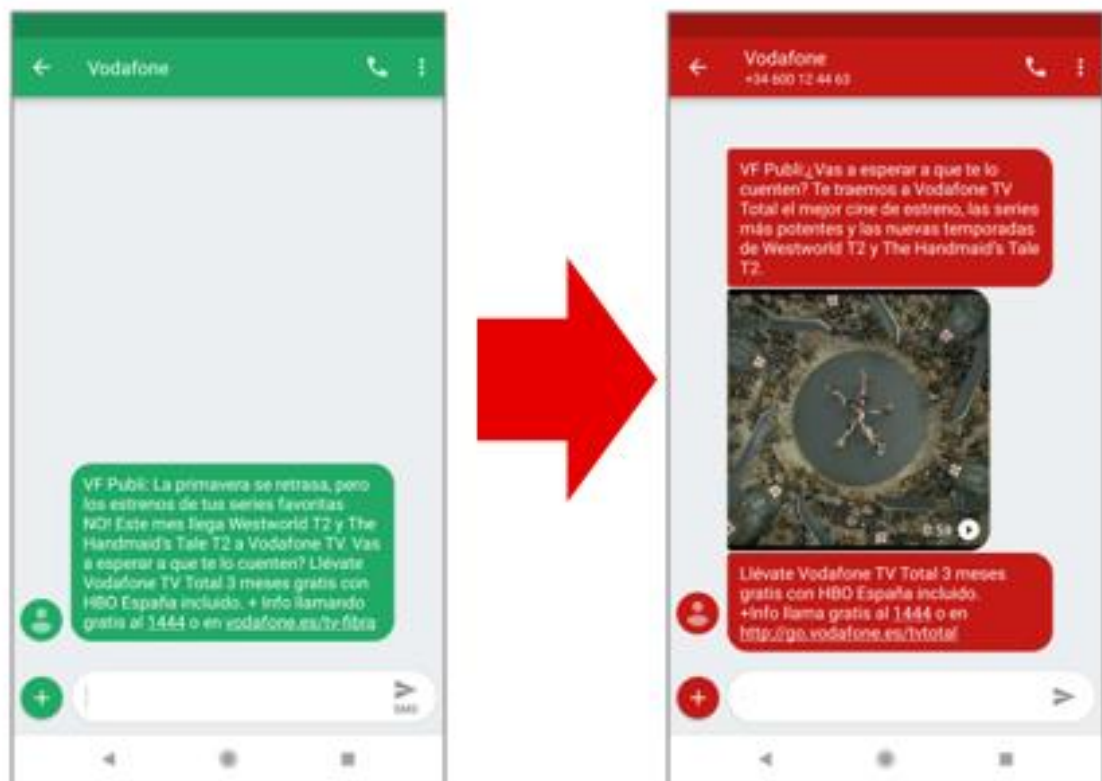 Vodafone
VF Publi: La primavera se retrasa, pero
los estrenos de tus series favoritas
NO! Este mes llega Westworld T2 y The
Handmaid's Tale T2 a Vodafone TV. Vas
a esperar a que te lo cuenten? Llévate
Vodafone TV Total 3 meses gratis con
HBO España incluido. + Info llamando
gratis al 1444 o en vodafone.es/tv-fibra
SMS
Vodafone
+34 600 12 44 63
VF Publi:¿Vas a esperar a que te lo
cuenten? Te traemos a Vodafone TV
Total el mejor cine de estreno, las series
más potentes y las nuevas temporadas
de Westworld T2 y The Handmaid's Tale
T2.
0:59
Llévate Vodafone TV Total 3 meses
gratis con HBO España incluido.
+Info llama gratis al 1444 o en
http://go.vodafone.es/tvtotal